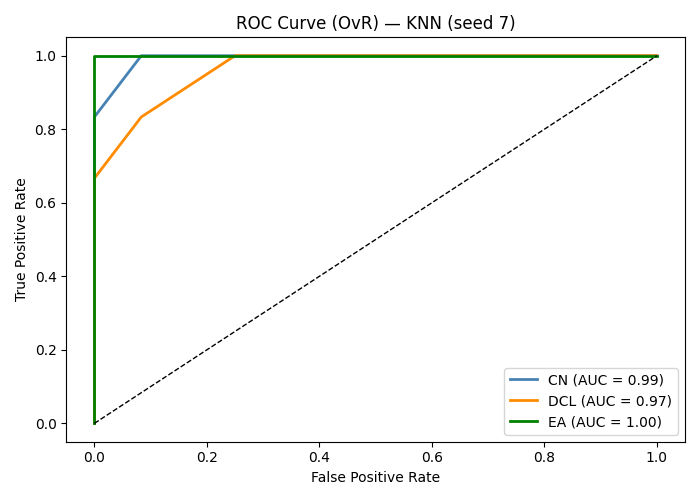 ROC Curve (OvR) — KNN (seed 7)
1.0
0.8
0.6
0.4
0.2
0.0
True Positive Rate
CN (AUC = 0.99)
DCL (AUC = 0.97)
EA (AUC = 1.00)
0.0 0.2 0.4 0.6 0.8 1.0
False Positive Rate